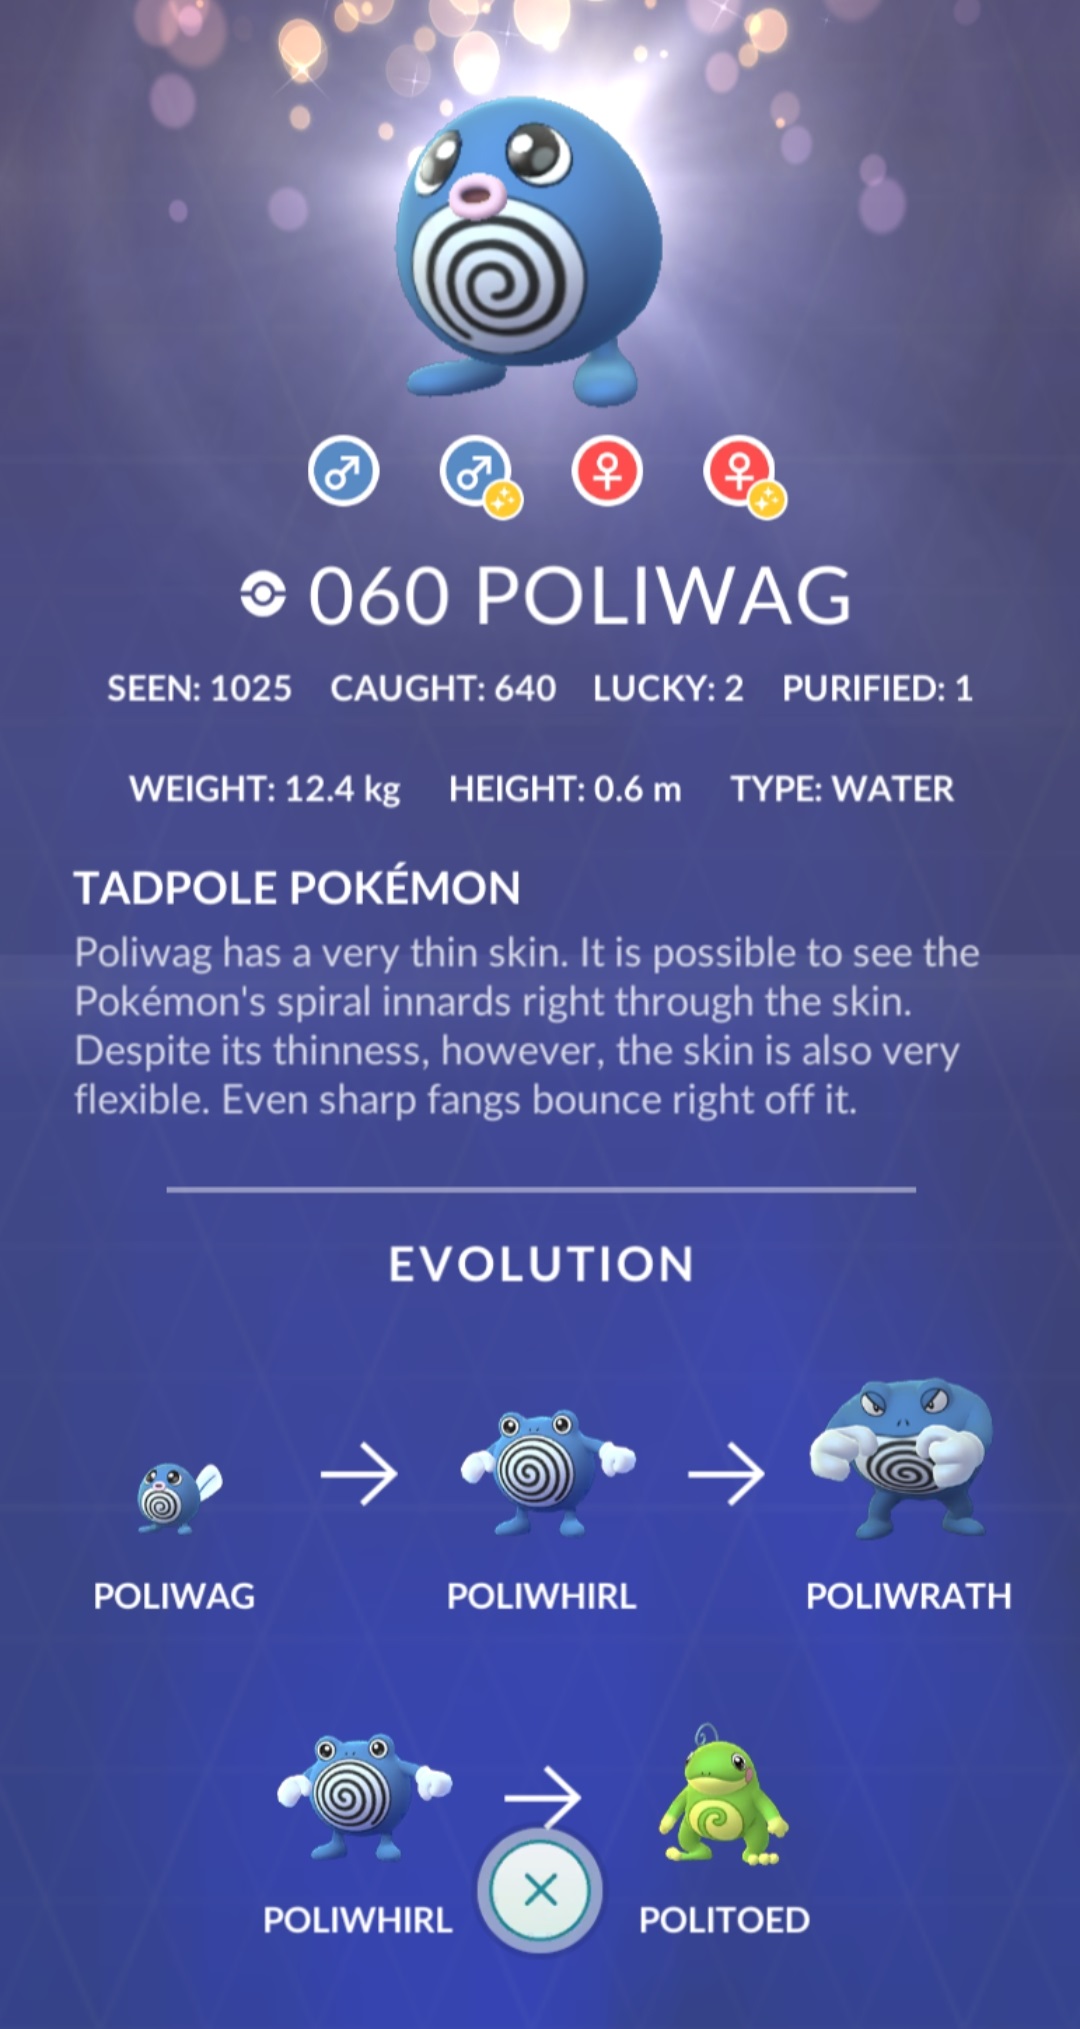 060 POLIWAG
SEEN: 1025 CAUGHT: 640 LUCKY: 2 PURIFIED: 1
WEIGHT: 12.4 kg HEIGHT: 0.6 m TYPE: WATER
TADPOLE POKÉMON
Poliwag has a very thin skin. It is possible to see the
Pokémon's spiral innards right through the skin.
Despite its thinness, however, the skin is also very
flexible. Even sharp fangs bounce right off it.
EVOLUTION
POLIWAG POLIWHIRL POLIWRATH
POLIWHIRL POLITOED